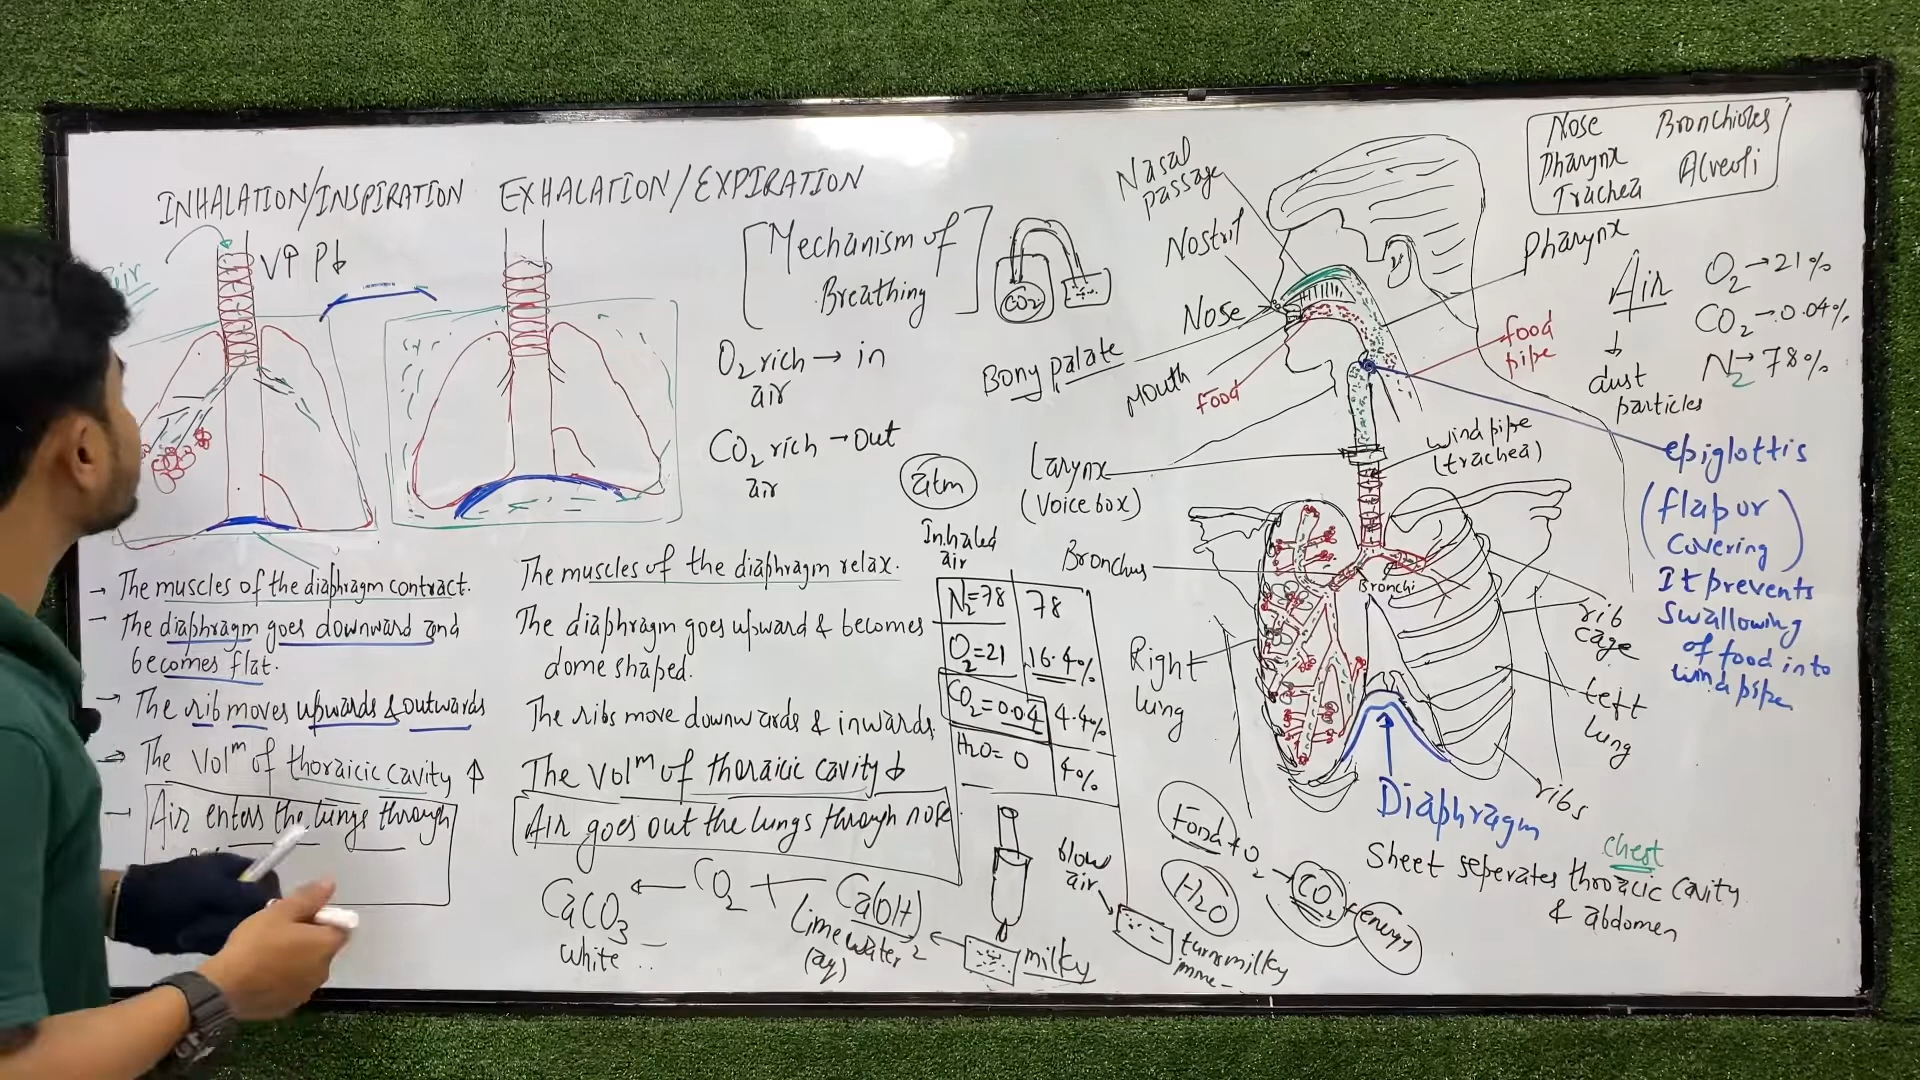 INHALATION/INSPIRATION
V↑ P↓
air
→ The muscles of the diaphragm contract.
- The diaphragm goes downward and
becomes flat.
→ The rib moves upwards & outwards
→ The Volᵐ of thoraicic cavity ↑
- Air enters the lungs through
EXHALATION/EXPIRATION
The muscles of the diaphragm relax.
The diaphragm goes upward & becomes
dome shaped.
The ribs move downwards & inwards.
The Volᵐ of thoraicic cavity ↓
Air goes out the lungs through nose
[Mechanism of
Breathing]
CO₂
O₂ rich → in
air
CO₂ rich → out
air
atm
Inhaled
air
N₂=78 78
O₂=21 16.4%
CO₂=0.04 4.4%
H₂O=0 4%
CaCO₃ ← CO₂ + Ca(OH)₂
white
Lime water
(aq)
milky
blow
air
turns milky
Food + O₂ → CO₂ + energy
H₂O
Nasal
passage
Nostril
Nose
Bony palate
Mouth
food
Larynx
(Voice box)
Bronchus
Right
lung
Nose Bronchioles
Pharynx Alveoli
Trachea
Pharynx
food
pipe
Air
↓
dust
particles
O₂ → 21%
CO₂ → 0.04%
N₂ → 78%
wind pipe
(trachea)
Bronchi
epiglottis
(flap or
covering)
It prevents
swallowing
of food into
wind pipe
rib
cage
left
lung
ribs
Diaphragm
chest
Sheet seperates throacic cavity
& abdomen